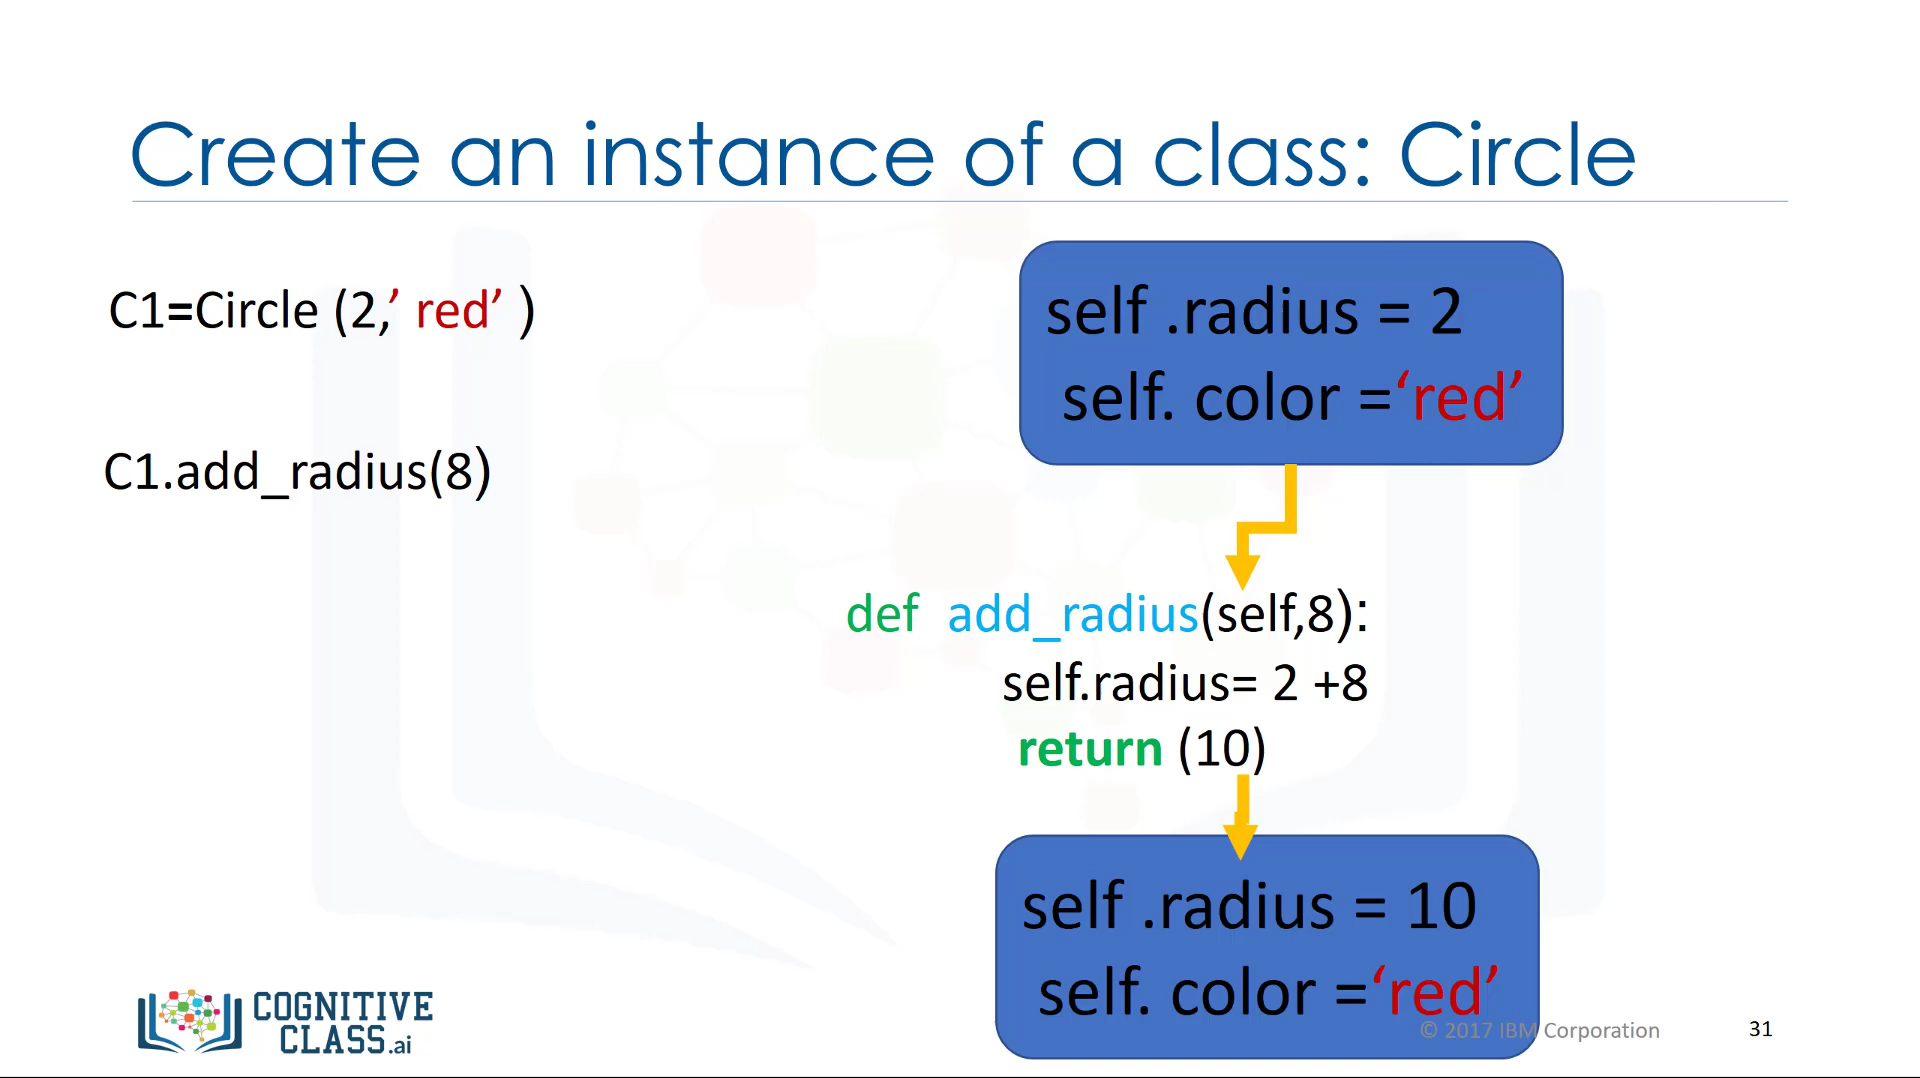 Create an instance of a class: Circle
C1=Circle (2,’ red’ )
C1.add_radius(8)
self .radius = 2
self. color =‘red’
def add_radius(self,8):
self.radius= 2 +8
return (10)
self .radius = 10
self. color =‘red’
COGNITIVE
CLASS.ai
© 2017 IBM Corporation
31